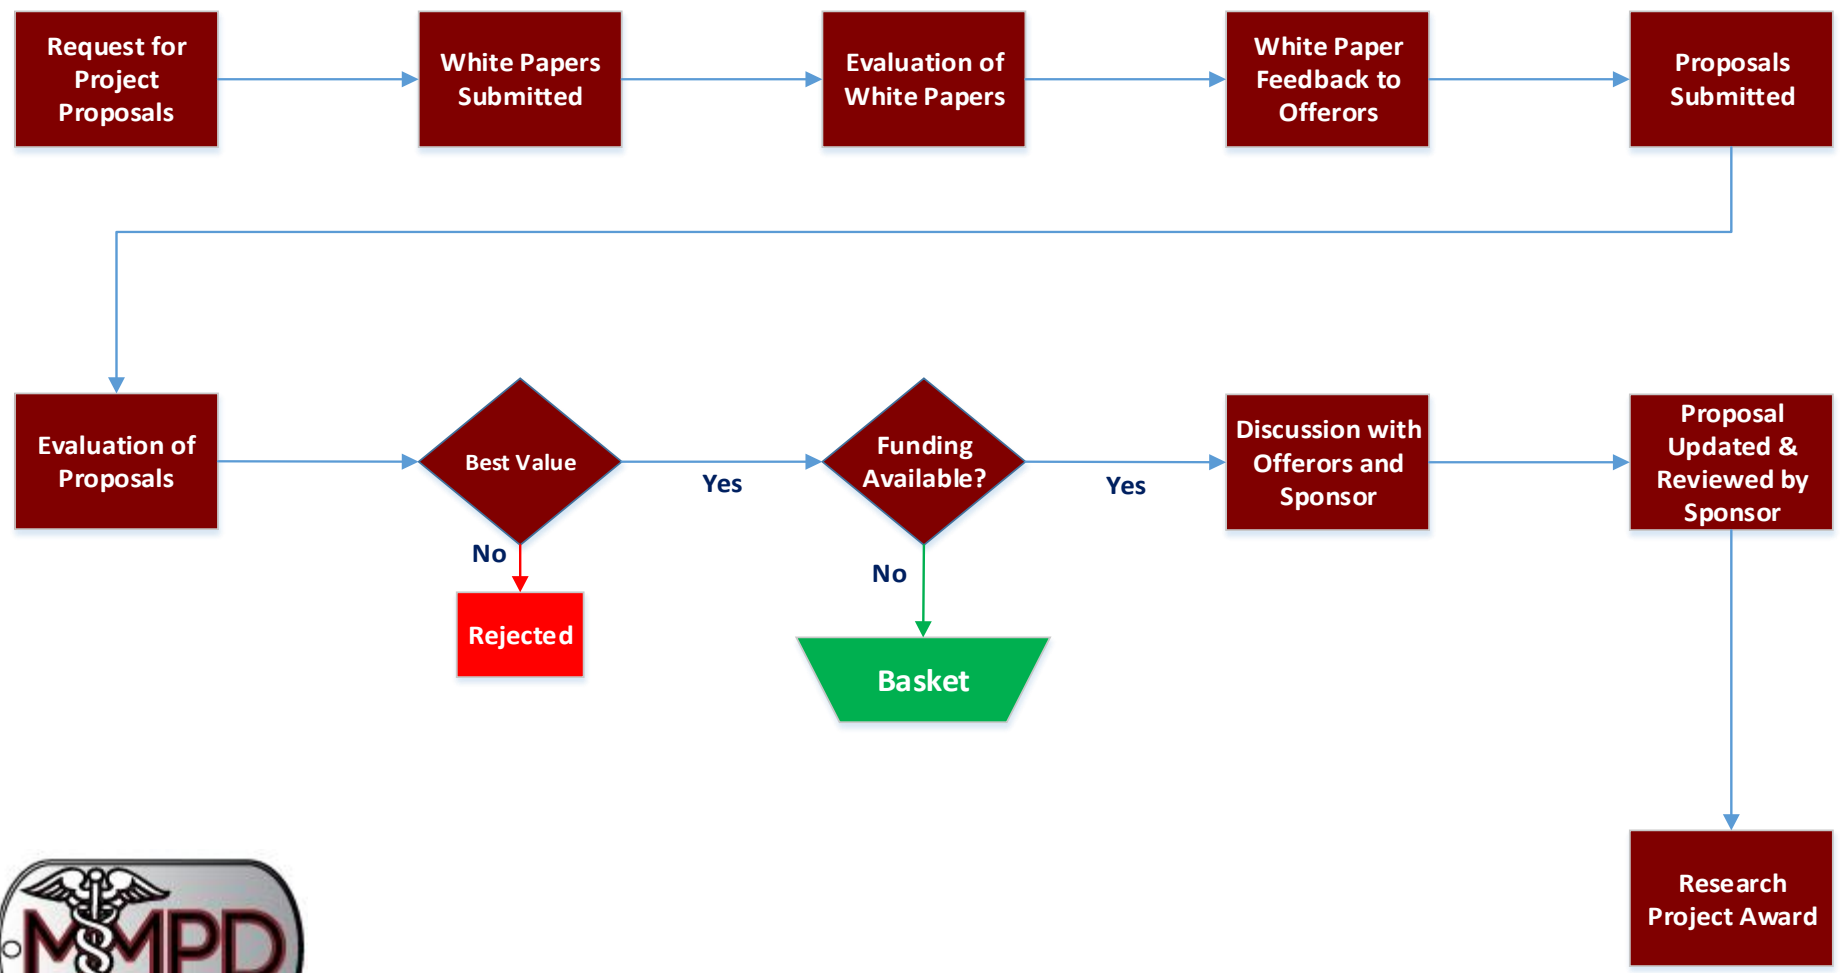 Request for
Project
Proposals
White Papers
Submitted
Evaluation of
White Papers
White Paper
Feedback to
Offerors
Proposals
Submitted
Evaluation of
Proposals
Best Value
Yes
No
Rejected
Funding
Available?
Yes
No
Basket
Discussion with
Offerors and
Sponsor
Proposal
Updated &
Reviewed by
Sponsor
Research
Project Award
MMPD